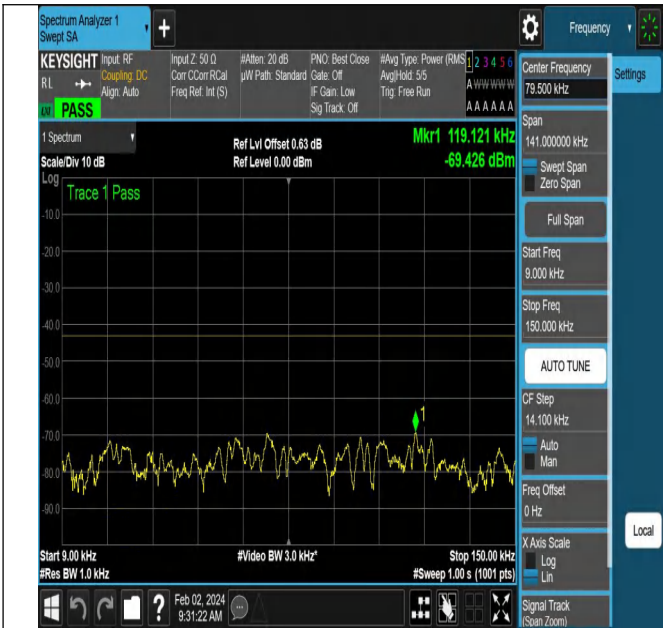 Spectrum Analyzer 1
Swept SA
+
Frequency
KEYSIGHT
Input: RF
Coupling: DC
Align: Auto
Input Z: 50 Ω
Corr CCorr RCal
Freq Ref: Int (S)
#Atten: 20 dB
µW Path: Standard
PNO: Best Close
Gate: Off
IF Gain: Low
Sig Track: Off
#Avg Type: Power (RMS
Avg|Hold: 5/5
Trig: Free Run
1 2 3 4 5 6
A W W W W W
A A A A A A
R L
LXI
PASS
1 Spectrum
Scale/Div 10 dB
Ref Lvl Offset 0.63 dB
Ref Level 0.00 dBm
Mkr1 119.121 kHz
-69.426 dBm
Log
Trace 1 Pass
-10.0
-20.0
-30.0
-40.0
-50.0
-60.0
-70.0
-80.0
-90.0
1
Start 9.00 kHz
#Res BW 1.0 kHz
#Video BW 3.0 kHz*
Stop 150.00 kHz
#Sweep 1.00 s (1001 pts)
Feb 02, 2024
9:31:22 AM
?
Center Frequency
79.500 kHz
Settings
Span
141.000000 kHz
Swept Span
Zero Span
Full Span
Start Freq
9.000 kHz
Stop Freq
150.000 kHz
AUTO TUNE
CF Step
14.100 kHz
Auto
Man
Freq Offset
0 Hz
X Axis Scale
Log
Lin
Signal Track
(Span Zoom)
Local